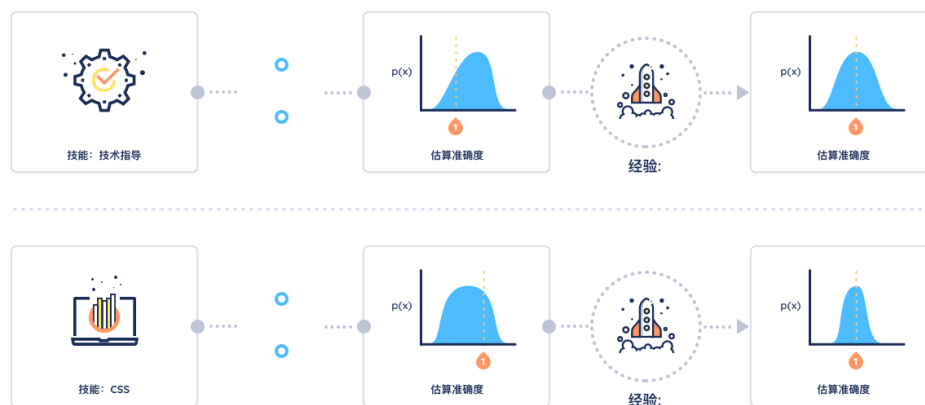 p(x)
1
技能：技术指导
估算准确度
经验:
p(x)
1
估算准确度
p(x)
1
技能：CSS
估算准确度
经验:
p(x)
1
估算准确度